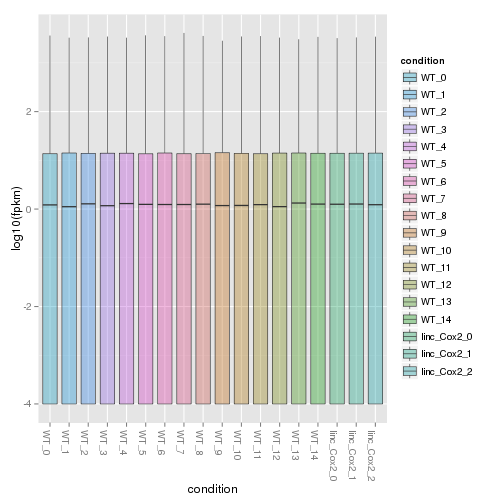 log10(fpkm)
2
0
-2
-4
WT_0
WT_1
WT_2
WT_3
WT_4
WT_5
WT_6
WT_7
WT_8
WT_9
WT_10
WT_11
WT_12
WT_13
WT_14
linc_Cox2_0
linc_Cox2_1
linc_Cox2_2
condition
condition
WT_0
WT_1
WT_2
WT_3
WT_4
WT_5
WT_6
WT_7
WT_8
WT_9
WT_10
WT_11
WT_12
WT_13
WT_14
linc_Cox2_0
linc_Cox2_1
linc_Cox2_2